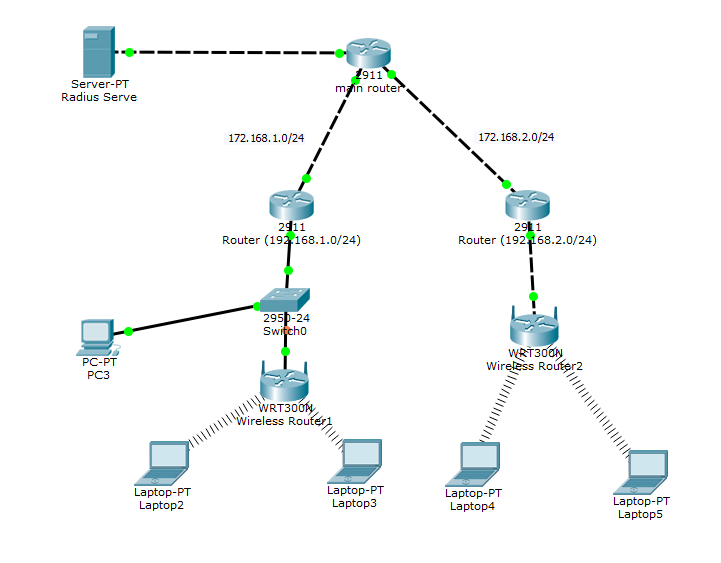 Server-PT
Radius Serve
2911
main router
172.168.1.0/24
172.168.2.0/24
2911
Router (192.168.1.0/24)
2911
Router (192.168.2.0/24)
2950-24
Switch0
PC-PT
PC3
WRT300N
Wireless Router1
WRT300N
Wireless Router2
Laptop-PT
Laptop2
Laptop-PT
Laptop3
Laptop-PT
Laptop4
Laptop-PT
Laptop5